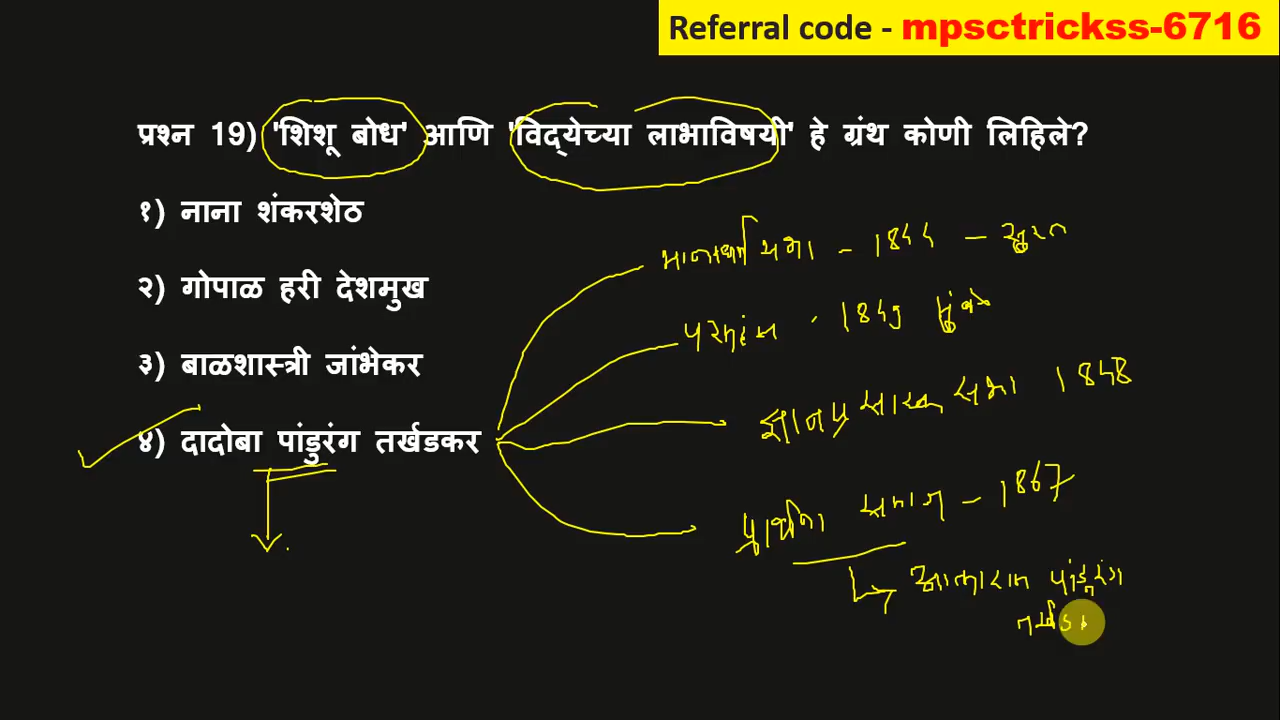 Referral code - mpsctrickss-6716
प्रश्न 19) 'शिशू बोध' आणि 'विद्येच्या लाभाविषयी' हे ग्रंथ कोणी लिहिले?
१) नाना शंकरशेठ
२) गोपाळ हरी देशमुख
३) बाळशास्त्री जांभेकर
४) दादोबा पांडुरंग तर्खडकर
सभा - 1844 - सुरत
परमहंस 1849 मुंबई
ज्ञानप्रसारक सभा 1848
प्रार्थना समाज - 1867
आत्माराम पांडुरंग